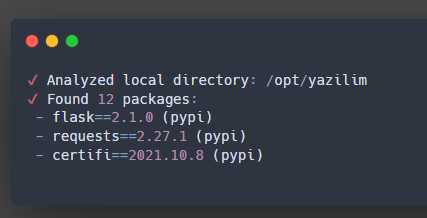 ✓ Analyzed local directory: /opt/yazilim
✓ Found 12 packages:
- flask==2.1.0 (pypi)
- requests==2.27.1 (pypi)
- certifi==2021.10.8 (pypi)